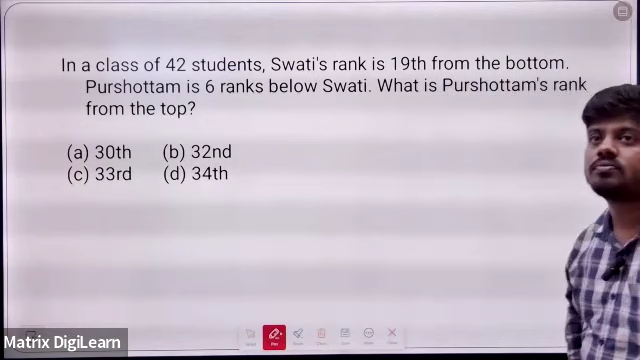 In a class of 42 students, Swati's rank is 19th from the bottom.
Purshottam is 6 ranks below Swati. What is Purshottam's rank
from the top?
(a) 30th (b) 32nd
(c) 33rd (d) 34th
Matrix DigiLearn